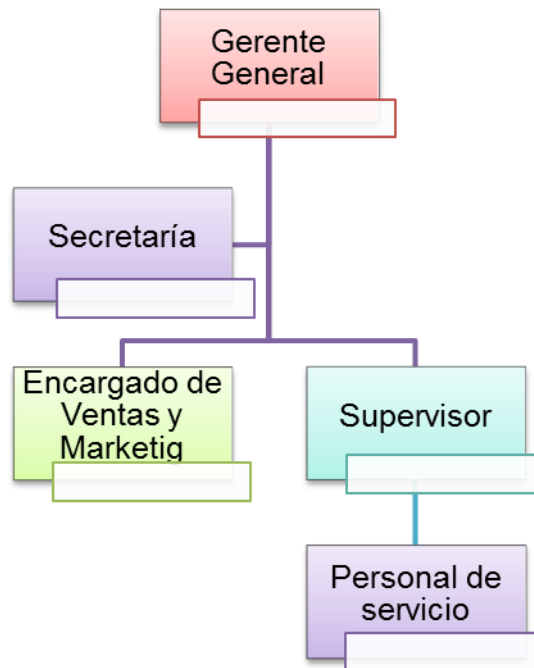 Gerente
General
Secretaría
Encargado de
Ventas y
Marketig
Supervisor
Personal de
servicio